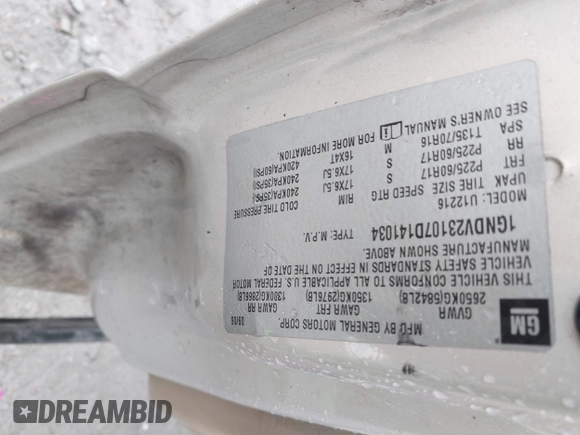 GM
MFD BY GENERAL MOTORS CORP.
09/06
GVWR GAWR FRT GAWR RR
2650KG(5842LB) 1350KG(2976LB) 1300KG(2866LB)
THIS VEHICLE CONFORMS TO ALL APPLICABLE U.S. FEDERAL MOTOR
VEHICLE SAFETY STANDARDS IN EFFECT ON THE DATE OF
MANUFACTURE SHOWN ABOVE.
1GNDV23107D141034 TYPE: M.P.V.
MODEL: U12216
UPAK TIRE SIZE SPEED RTG RIM COLD TIRE PRESSURE
FRT P225/60R17 S 17X6.5J 240KPA(35PSI)
RR P225/60R17 S 17X6.5J 240KPA(35PSI)
SPA T135/70R16 M 16X4T 420KPA(60PSI)
SEE OWNER'S MANUAL FOR MORE INFORMATION.
DREAMBID